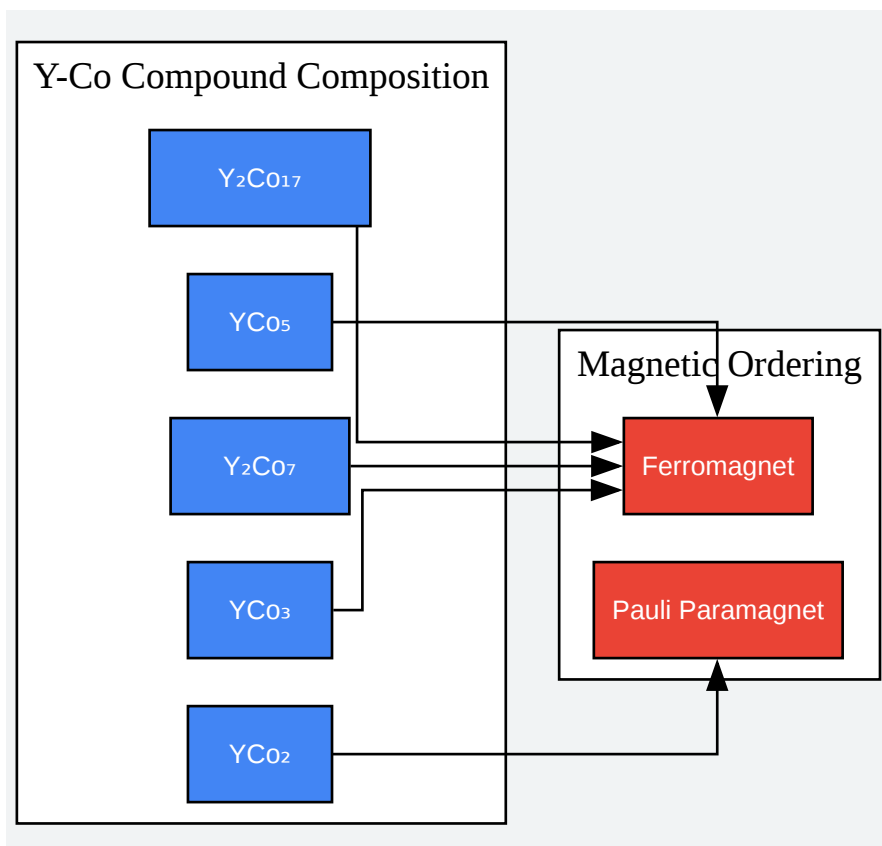 Y-Co Compound Composition
Y₂Co₁₇
YCo₅
Y₂Co₇
YCo₃
YCo₂
Magnetic Ordering
Ferromagnet
Pauli Paramagnet